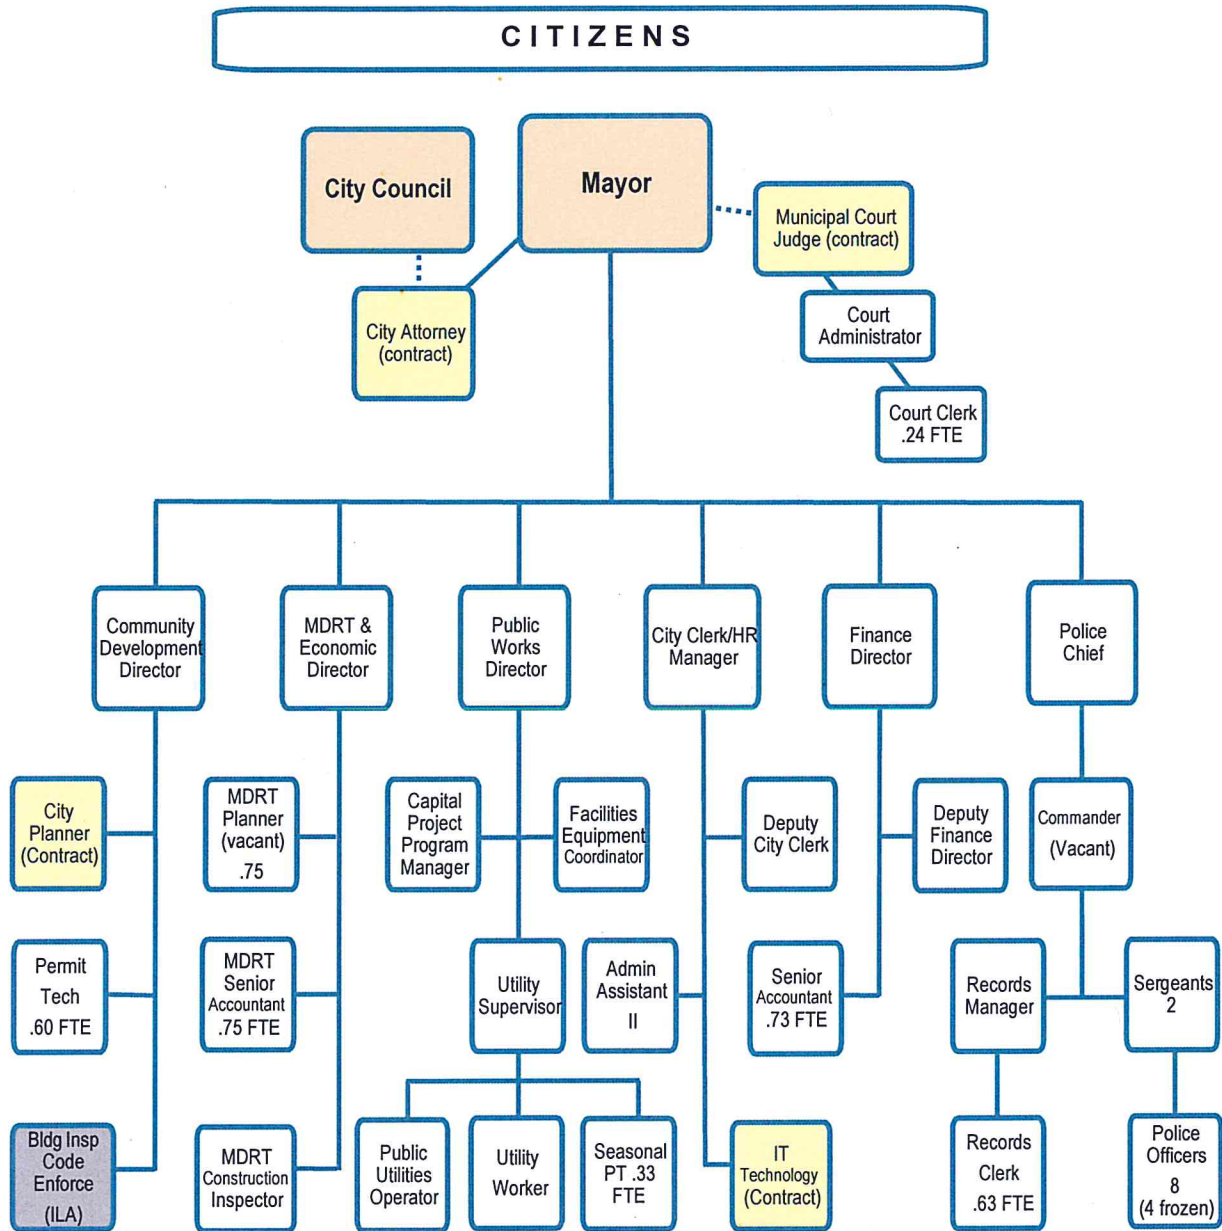 CITIZENS
City Council
Mayor
Municipal Court
Judge (contract)
City Attorney
(contract)
Court
Administrator
Court Clerk
.24 FTE
Community
Development
Director
MDRT &
Economic
Director
Public
Works
Director
City Clerk/HR
Manager
Finance
Director
Police
Chief
City
Planner
(Contract)
MDRT
Planner
(vacant)
.75
Capital
Project
Program
Manager
Facilities
Equipment
Coordinator
Deputy
City Clerk
Deputy
Finance
Director
Commander
(Vacant)
Permit
Tech
.60 FTE
MDRT
Senior
Accountant
.75 FTE
Utility
Supervisor
Admin
Assistant
II
Senior
Accountant
.73 FTE
Records
Manager
Sergeants
2
Bldg Insp
Code
Enforce
(ILA)
MDRT
Construction
Inspector
Public
Utilities
Operator
Utility
Worker
Seasonal
PT .33
FTE
IT
Technology
(Contract)
Records
Clerk
.63 FTE
Police
Officers
8
(4 frozen)